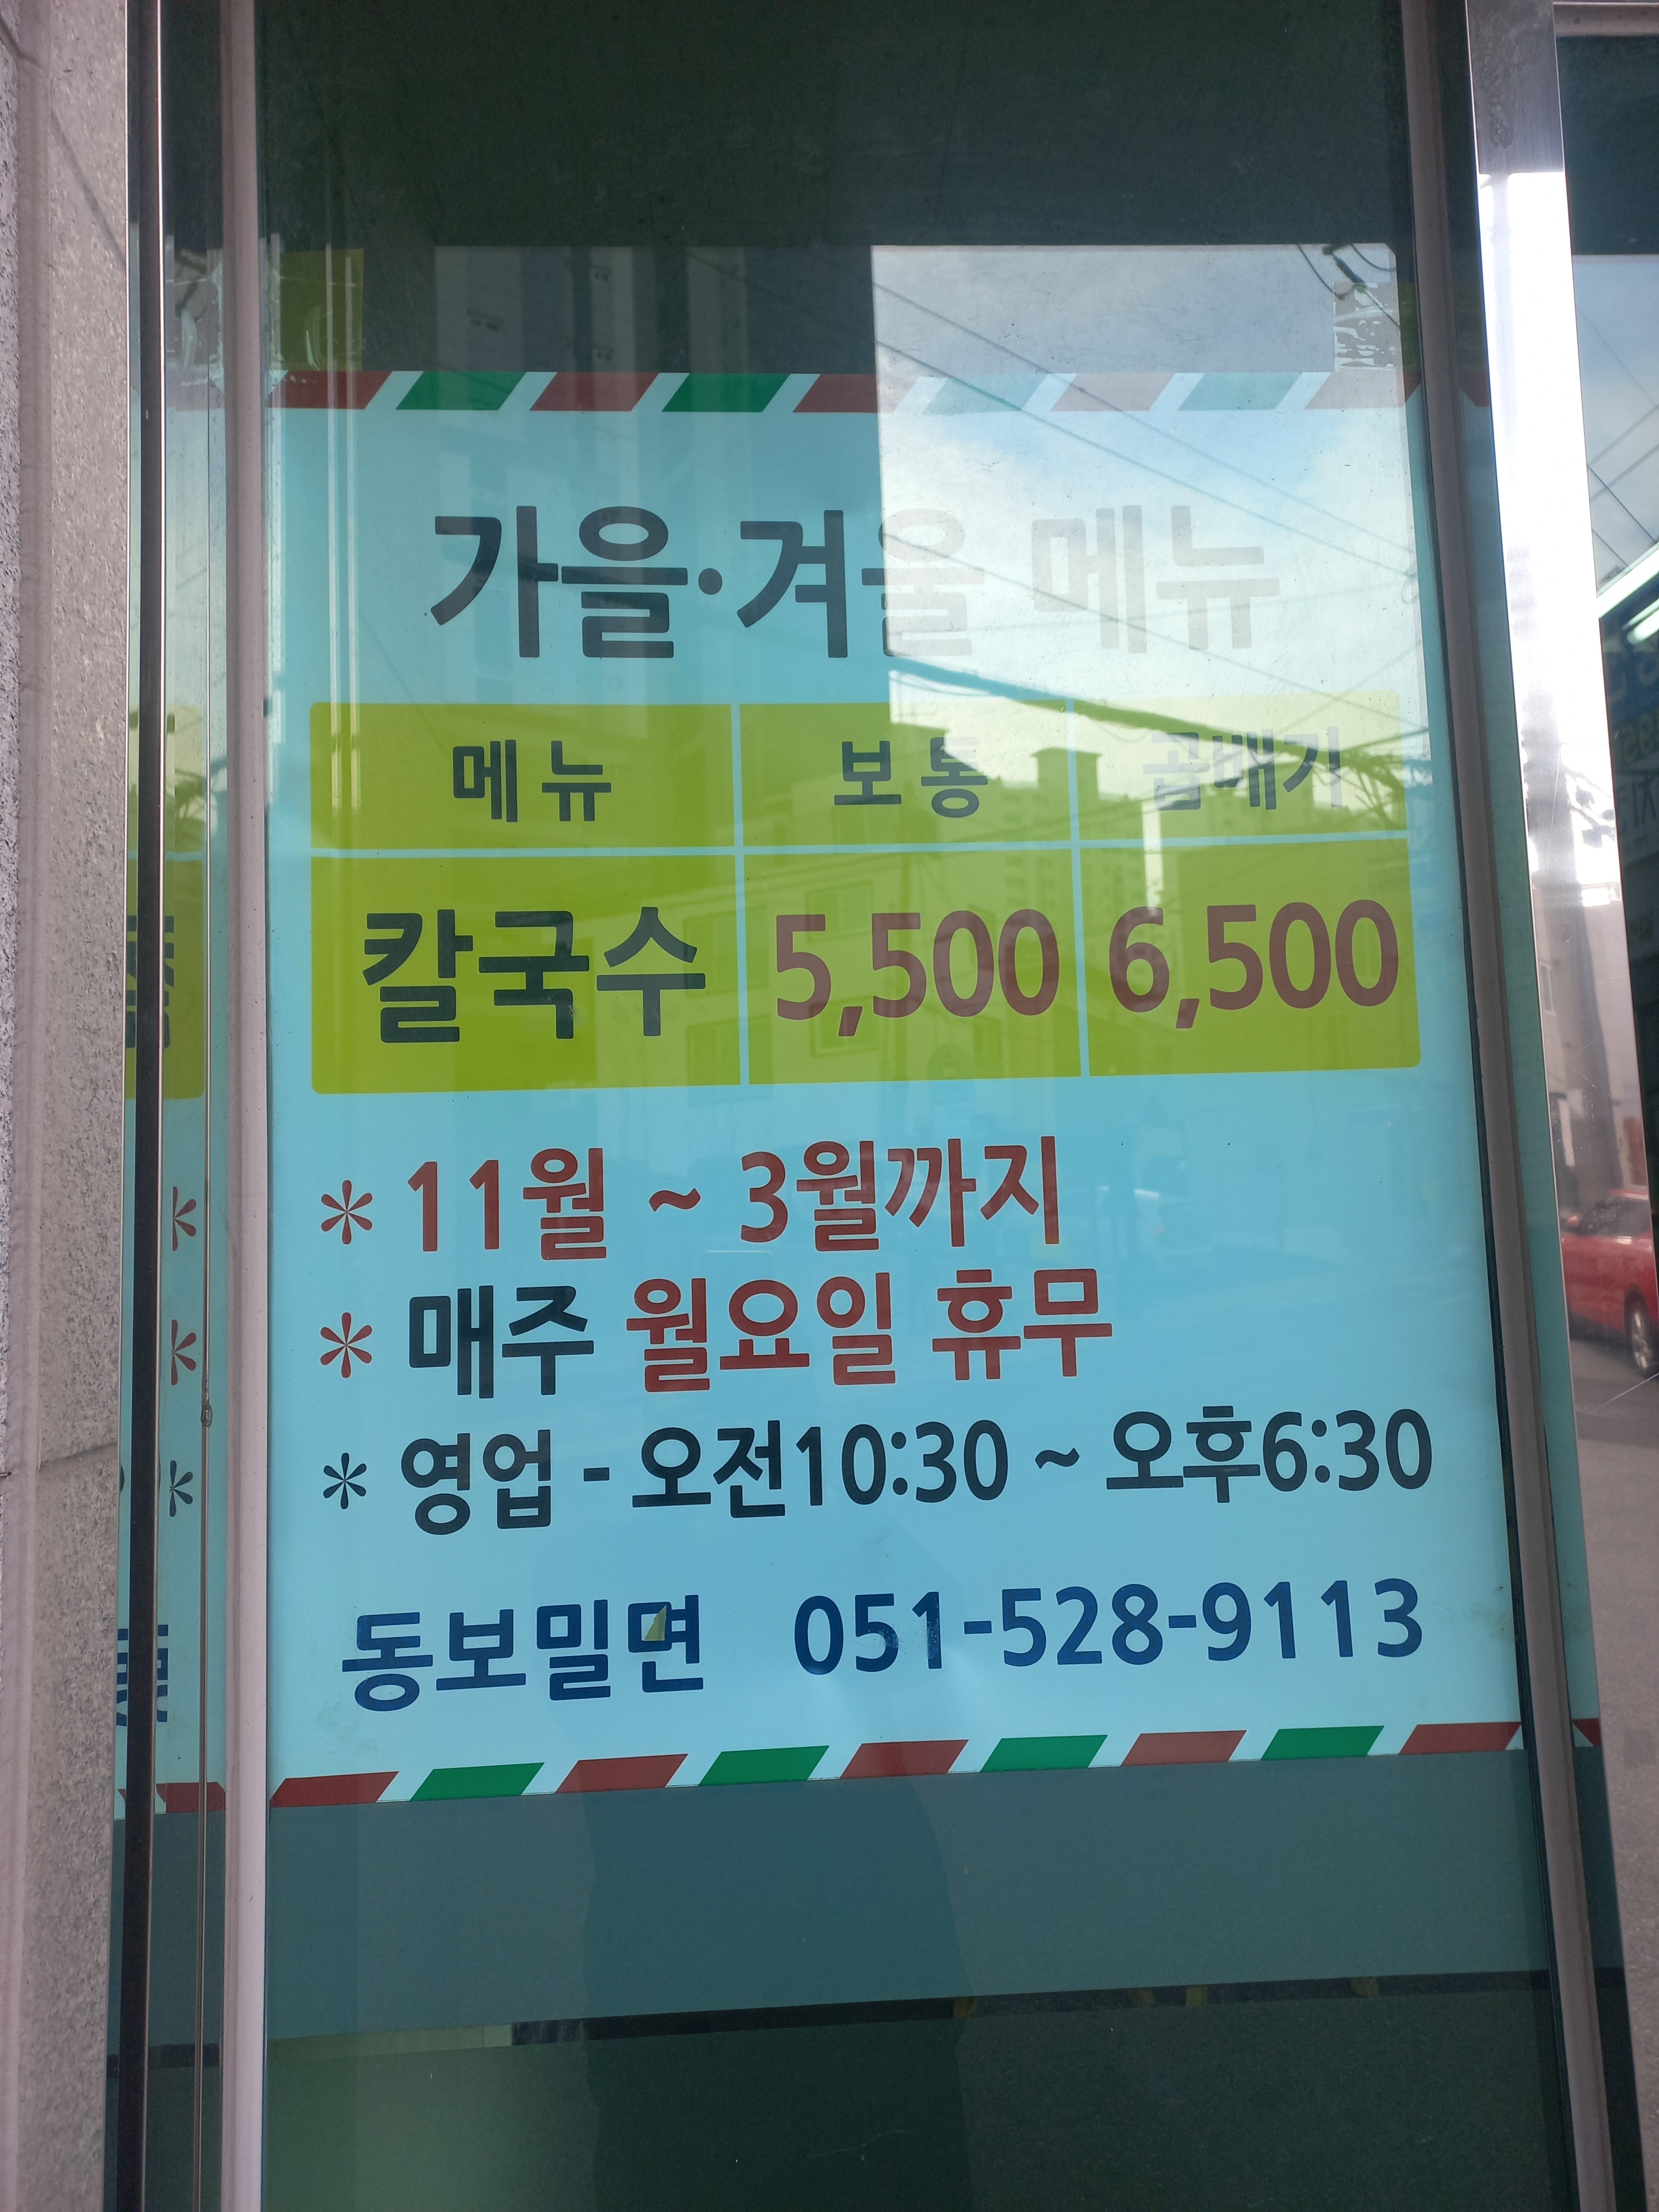 가을·겨울 메뉴
메뉴 보통 곱배기
칼국수 5,500 6,500
* 11월 ~ 3월까지
* 매주 월요일 휴무
* 영업 - 오전10:30 ~ 오후6:30
동보밀면 051-528-9113